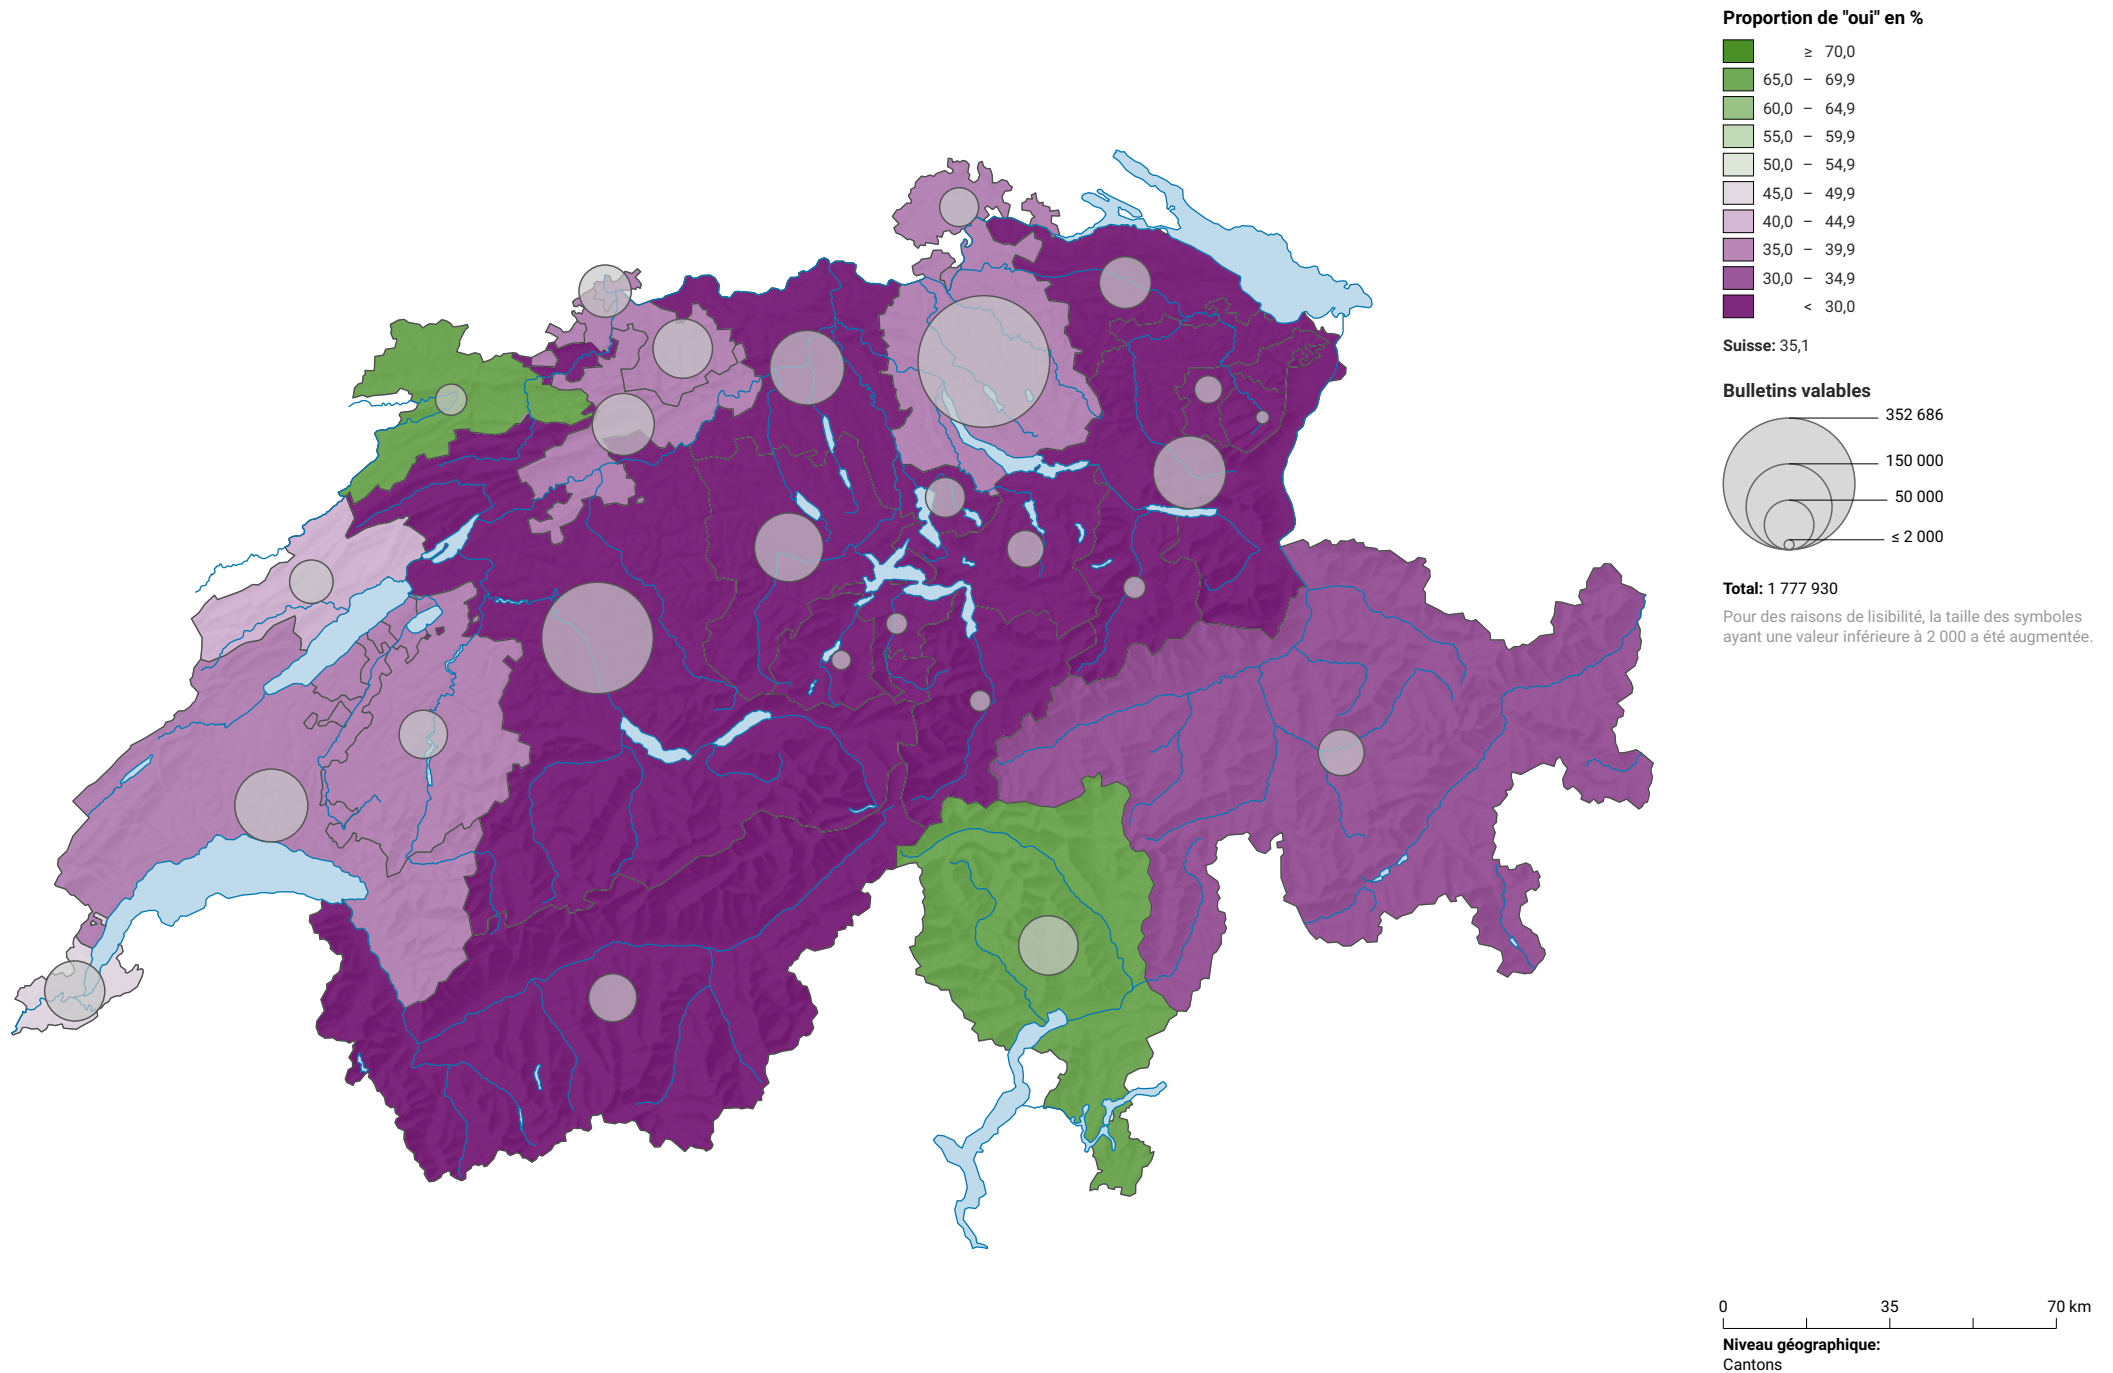 Proportion de "oui" en %
≥ 70,0
65,0 – 69,9
60,0 – 64,9
55,0 – 59,9
50,0 – 54,9
45,0 – 49,9
40,0 – 44,9
35,0 – 39,9
30,0 – 34,9
< 30,0
Suisse: 35,1
Bulletins valables
352 686
150 000
50 000
≤ 2 000
Total: 1 777 930
Pour des raisons de lisibilité, la taille des symboles
ayant une valeur inférieure à 2 000 a été augmentée.
0 35 70 km
Niveau géographique:
Cantons